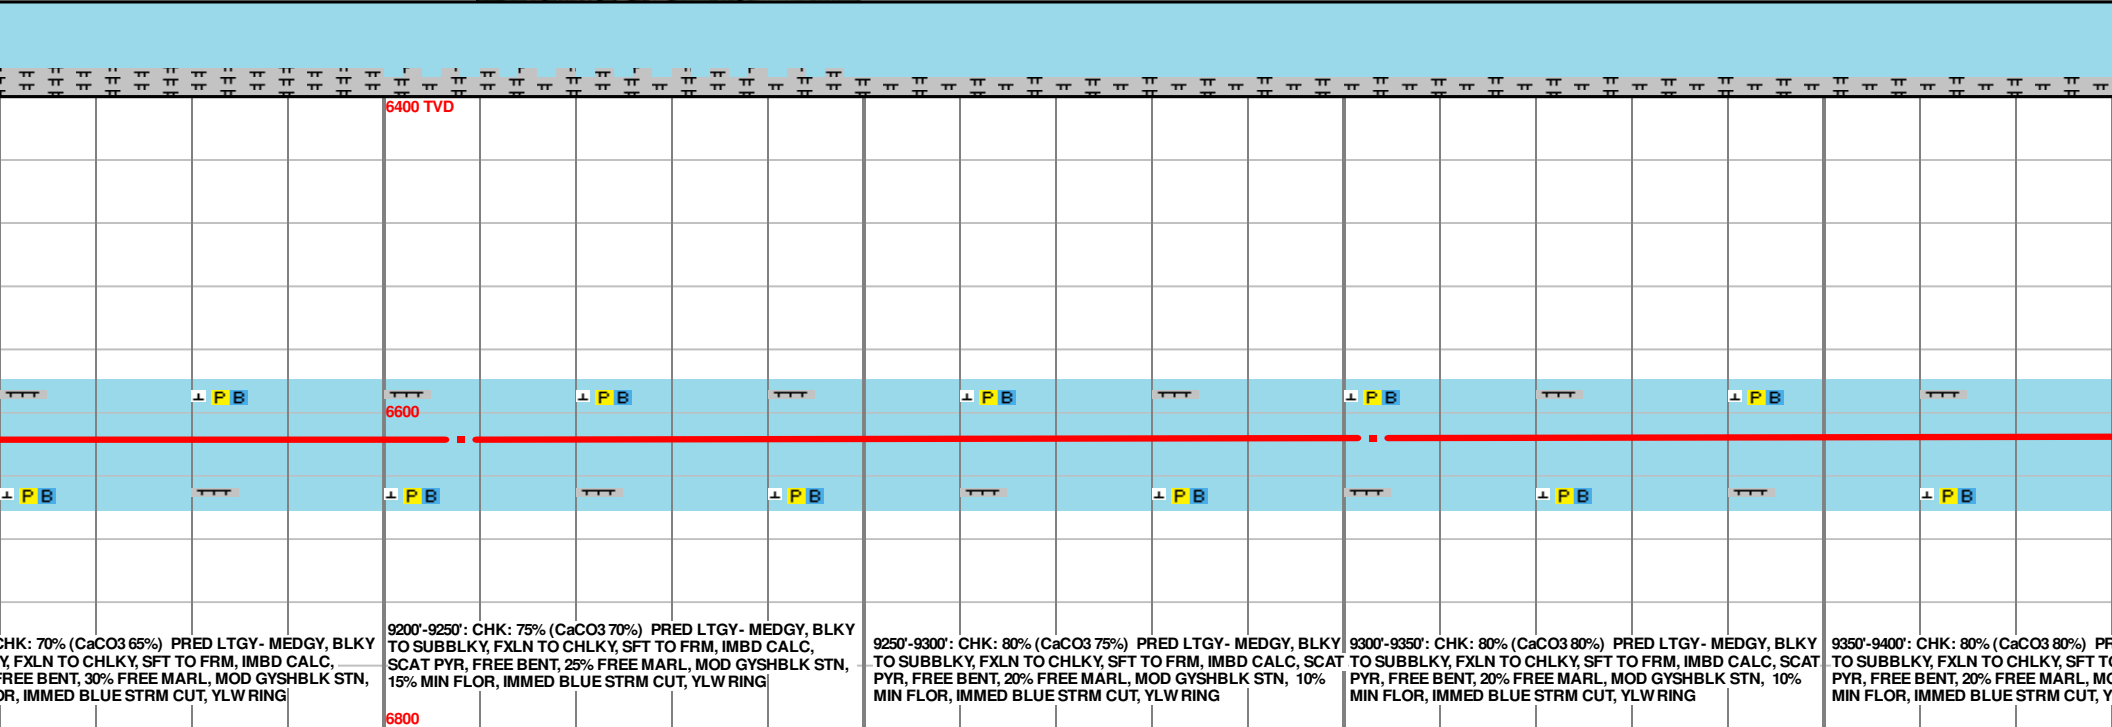 6400 TVD
P B
P B
P B
P B
P B
6600
P B
P B
P B
P B
P B
P B
6800
CHK: 70% (CaCO3 65%) PRED LTGY- MEDGY, BLKY
Y, FXLN TO CHLKY, SFT TO FRM, IMBD CALC,
FREE BENT, 30% FREE MARL, MOD GYSHBLK STN,
OR, IMMED BLUE STRM CUT, YLW RING
9200'-9250': CHK: 75% (CaCO3 70%) PRED LTGY- MEDGY, BLKY
TO SUBBLKY, FXLN TO CHLKY, SFT TO FRM, IMBD CALC,
SCAT PYR, FREE BENT, 25% FREE MARL, MOD GYSHBLK STN,
15% MIN FLOR, IMMED BLUE STRM CUT, YLW RING
9250'-9300': CHK: 80% (CaCO3 75%) PRED LTGY- MEDGY, BLKY
TO SUBBLKY, FXLN TO CHLKY, SFT TO FRM, IMBD CALC, SCAT
PYR, FREE BENT, 20% FREE MARL, MOD GYSHBLK STN, 10%
MIN FLOR, IMMED BLUE STRM CUT, YLW RING
9300'-9350': CHK: 80% (CaCO3 80%) PRED LTGY- MEDGY, BLKY
TO SUBBLKY, FXLN TO CHLKY, SFT TO FRM, IMBD CALC, SCAT
PYR, FREE BENT, 20% FREE MARL, MOD GYSHBLK STN, 10%
MIN FLOR, IMMED BLUE STRM CUT, YLW RING
9350'-9400': CHK: 80% (CaCO3 80%) PR
TO SUBBLKY, FXLN TO CHLKY, SFT TO
PYR, FREE BENT, 20% FREE MARL, MO
MIN FLOR, IMMED BLUE STRM CUT, Y